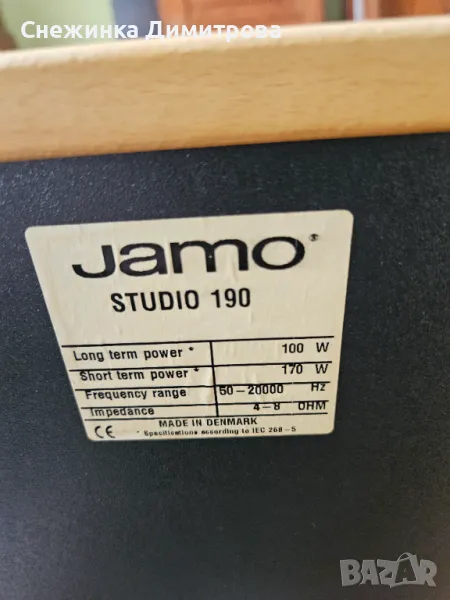 Снежинка Димитрова
Jamo®
STUDIO 190
Long term power * 100 W
Short term power * 170 W
Frequency range 50-20000 Hz
Impedance 4-8 OHM
MADE IN DENMARK
CE * Specifications according to IEC 268-5
BAZAR